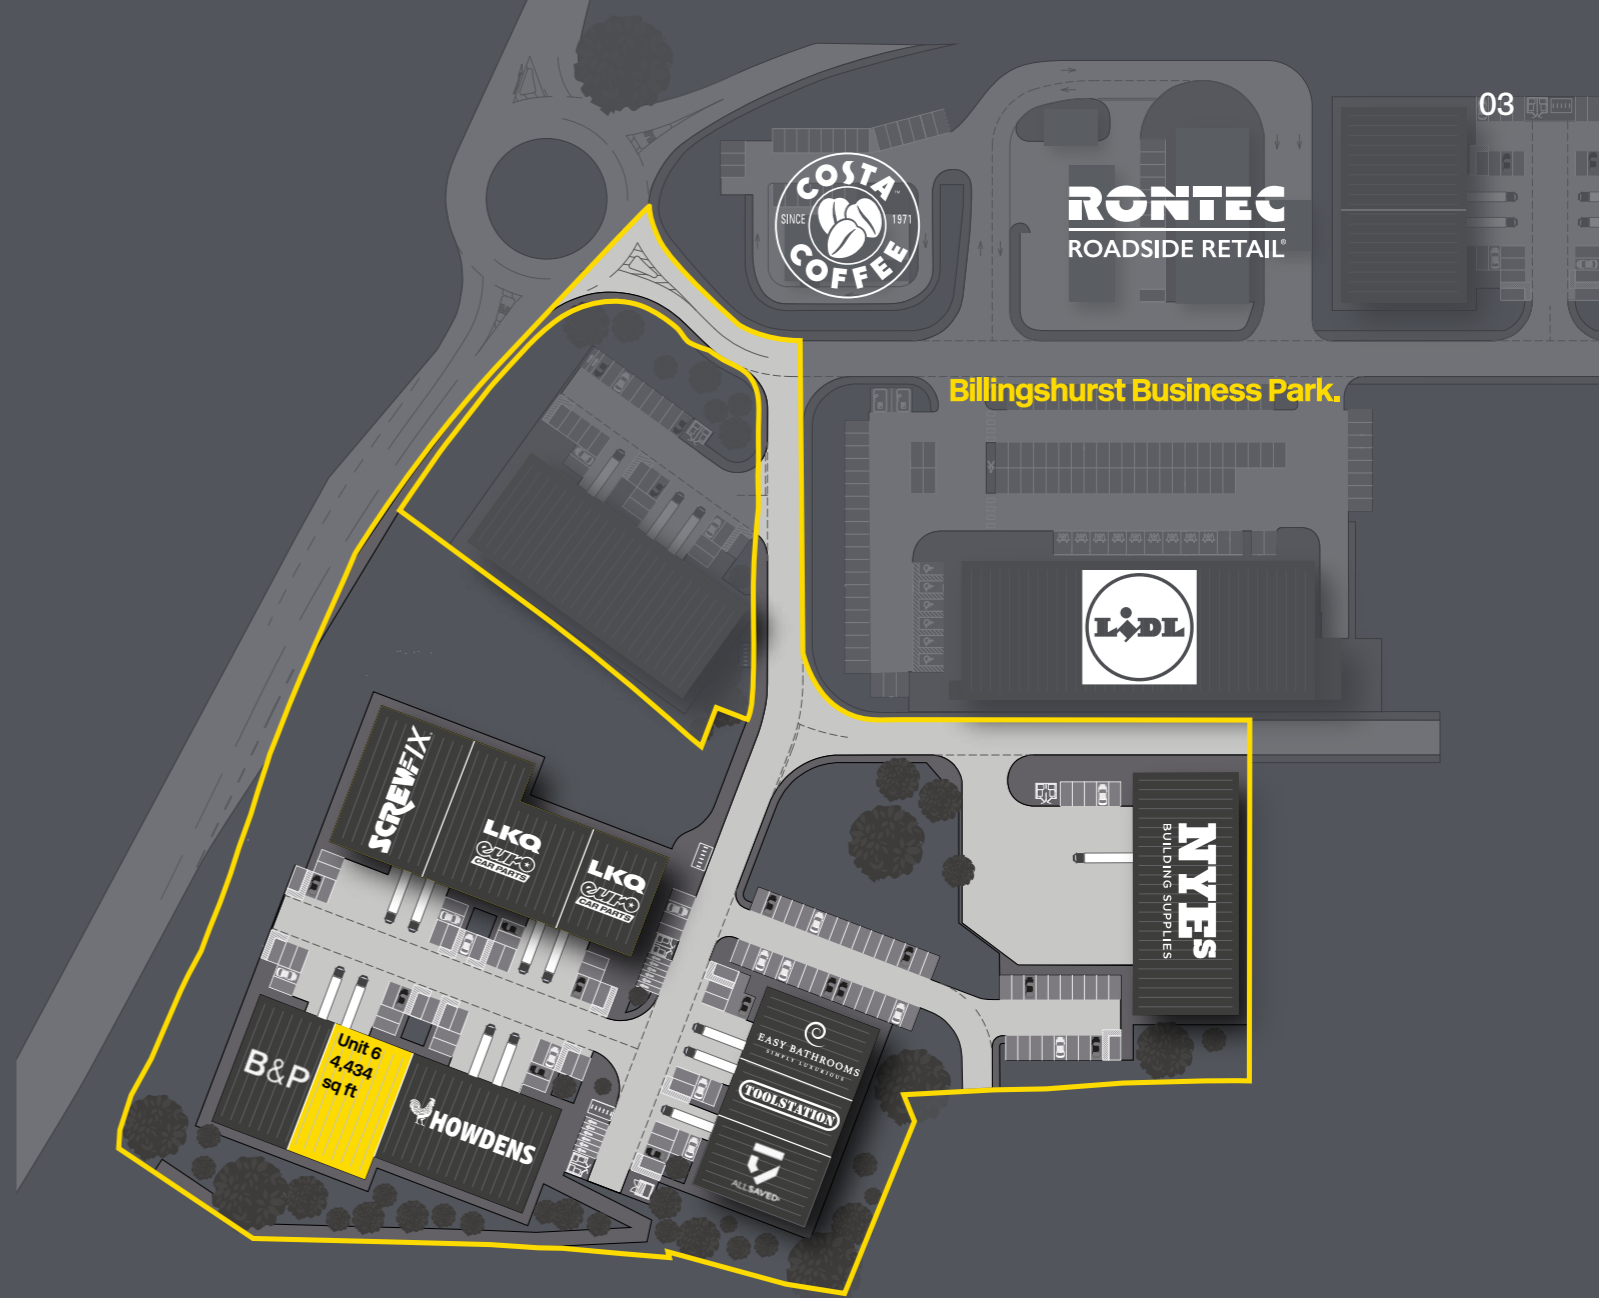 03
COSTA
SINCE 1971
COFFEE
RONTEC
ROADSIDE RETAIL®
Billingshurst Business Park.
LIDL
SCREWFIX
LKQ
euro
CAR PARTS
LKQ
euro
CAR PARTS
NYEs
BUILDING SUPPLIES
B&P
Unit 6
4,434
sq ft
HOWDENS
EASY BATHROOMS
SIMPLY LUXURIOUS
TOOLSTATION
ALLSAVED